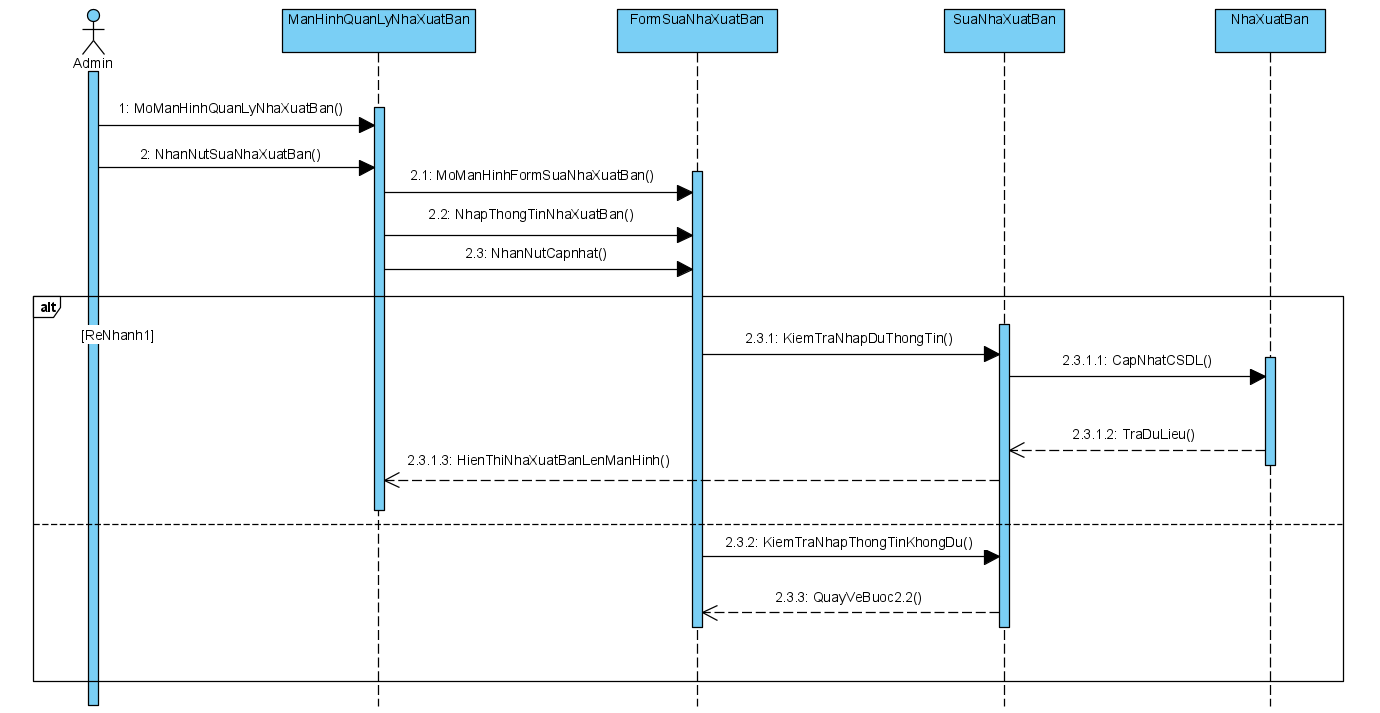 ManHinhQuanLyNhaXuatBan
FormSuaNhaXuatBan
SuaNhaXuatBan
NhaXuatBan
Admin
1: MoManHinhQuanLyNhaXuatBan()
2: NhanNutSuaNhaXuatBan()
2.1: MoManHinhFormSuaNhaXuatBan()
2.2: NhapThongTinNhaXuatBan()
2.3: NhanNutCapnhat()
alt
[ReNhanh1]
2.3.1: KiemTraNhapDuThongTin()
2.3.1.1: CapNhatCSDL()
2.3.1.2: TraDuLieu()
2.3.1.3: HienThiNhaXuatBanLenManHinh()
2.3.2: KiemTraNhapThongTinKhongDu()
2.3.3: QuayVeBuoc2.2()